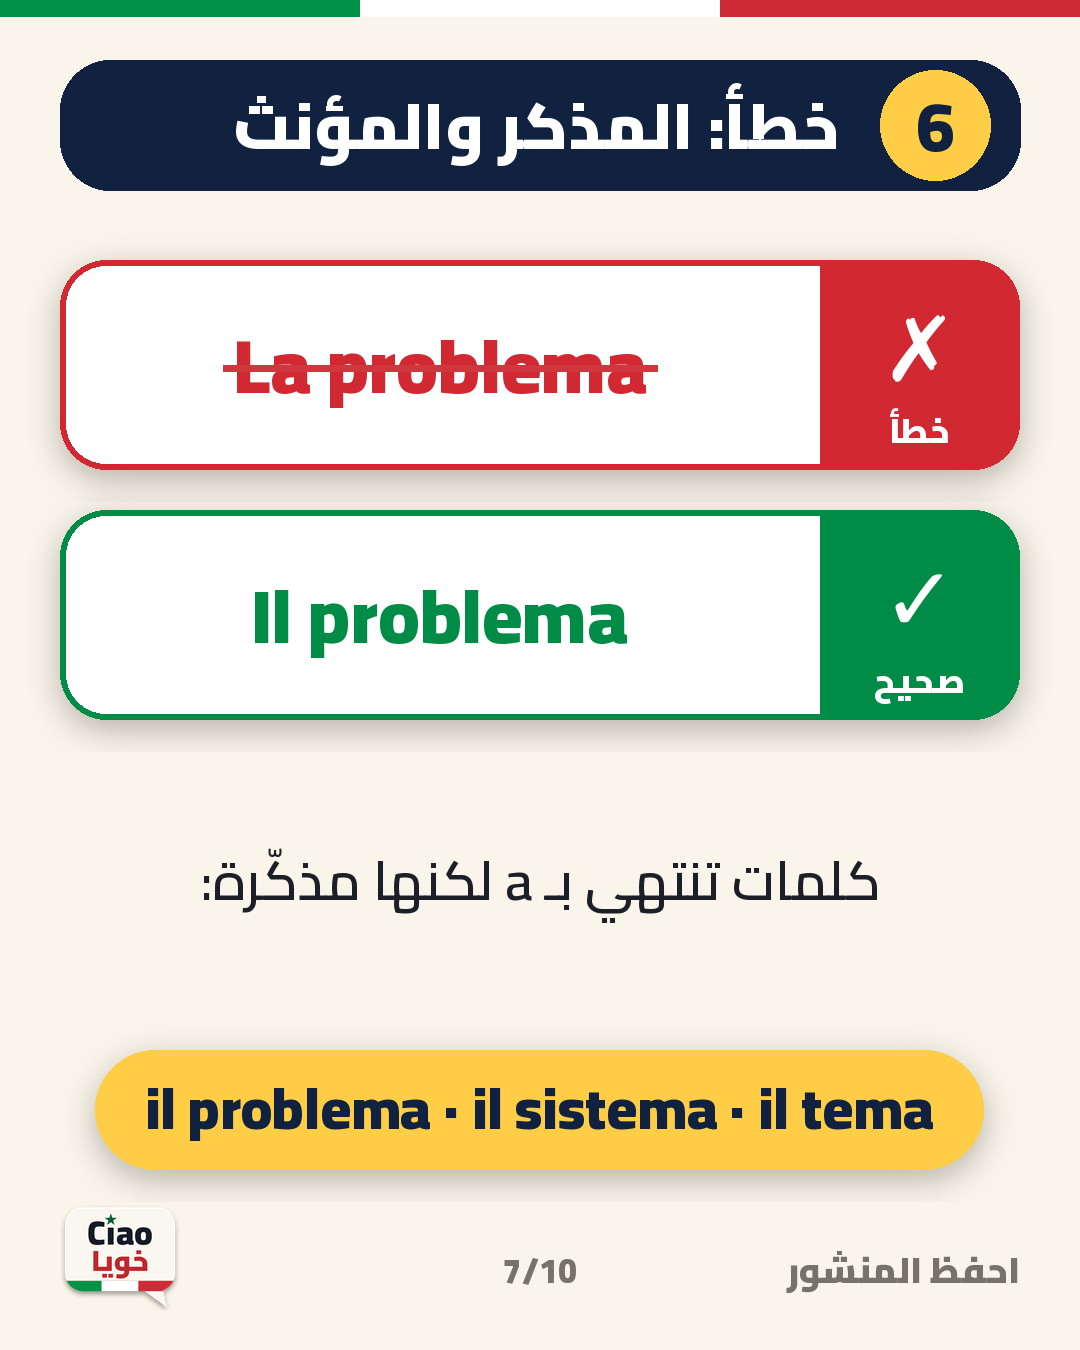 6 خطأ: المذكر والمؤنث
La problema
✗
خطأ
Il problema
✓
صحيح
كلمات تنتهي بـ a لكنها مذكّرة:
il problema · il sistema · il tema
احفظ المنشور
7/10
Ciao
خويا